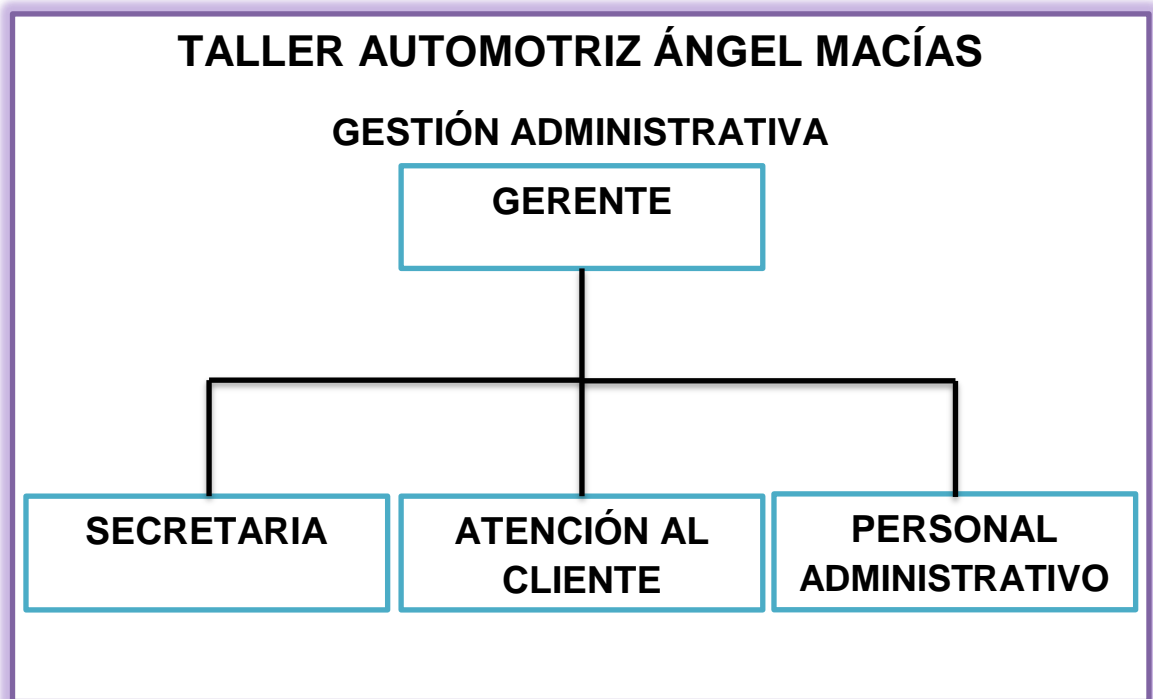 TALLER AUTOMOTRIZ ÁNGEL MACÍAS
GESTIÓN ADMINISTRATIVA
GERENTE
SECRETARIA
ATENCIÓN AL
CLIENTE
PERSONAL
ADMINISTRATIVO